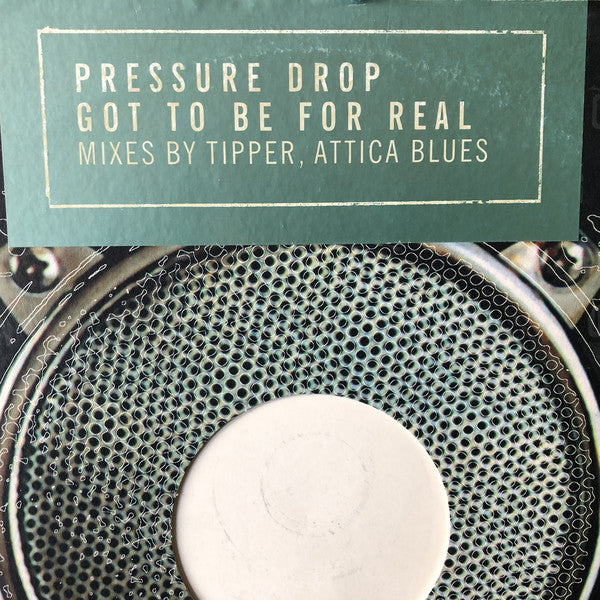 PRESSURE DROP
GOT TO BE FOR REAL
MIXES BY TIPPER, ATTICA BLUES